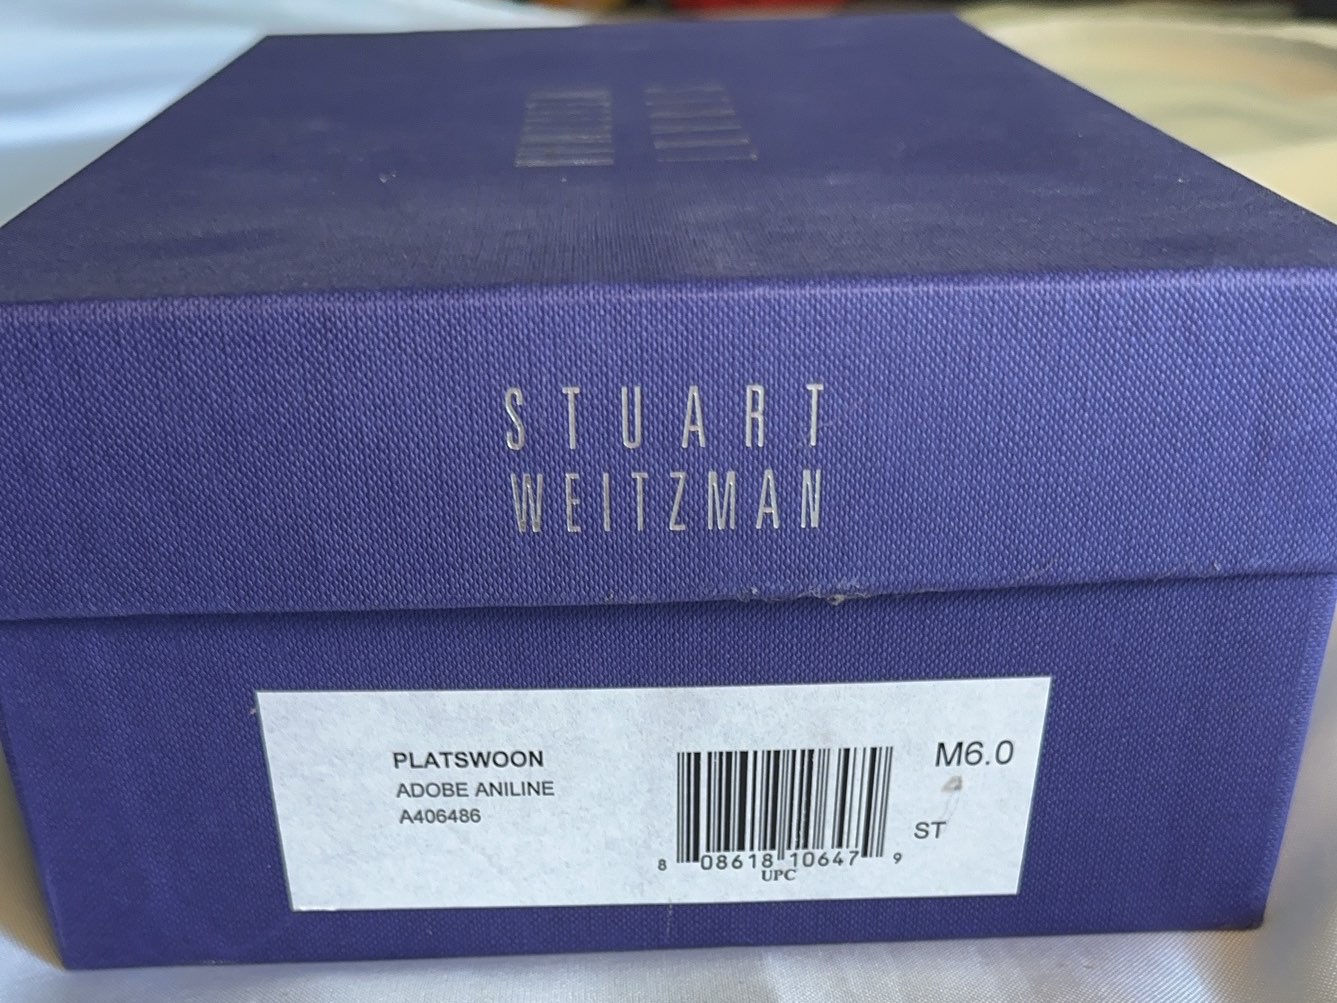 STUART
WEITZMAN
PLATSWOON
ADOBE ANILINE
A406486
M6.0
ST
8 08618 10647 9
UPC